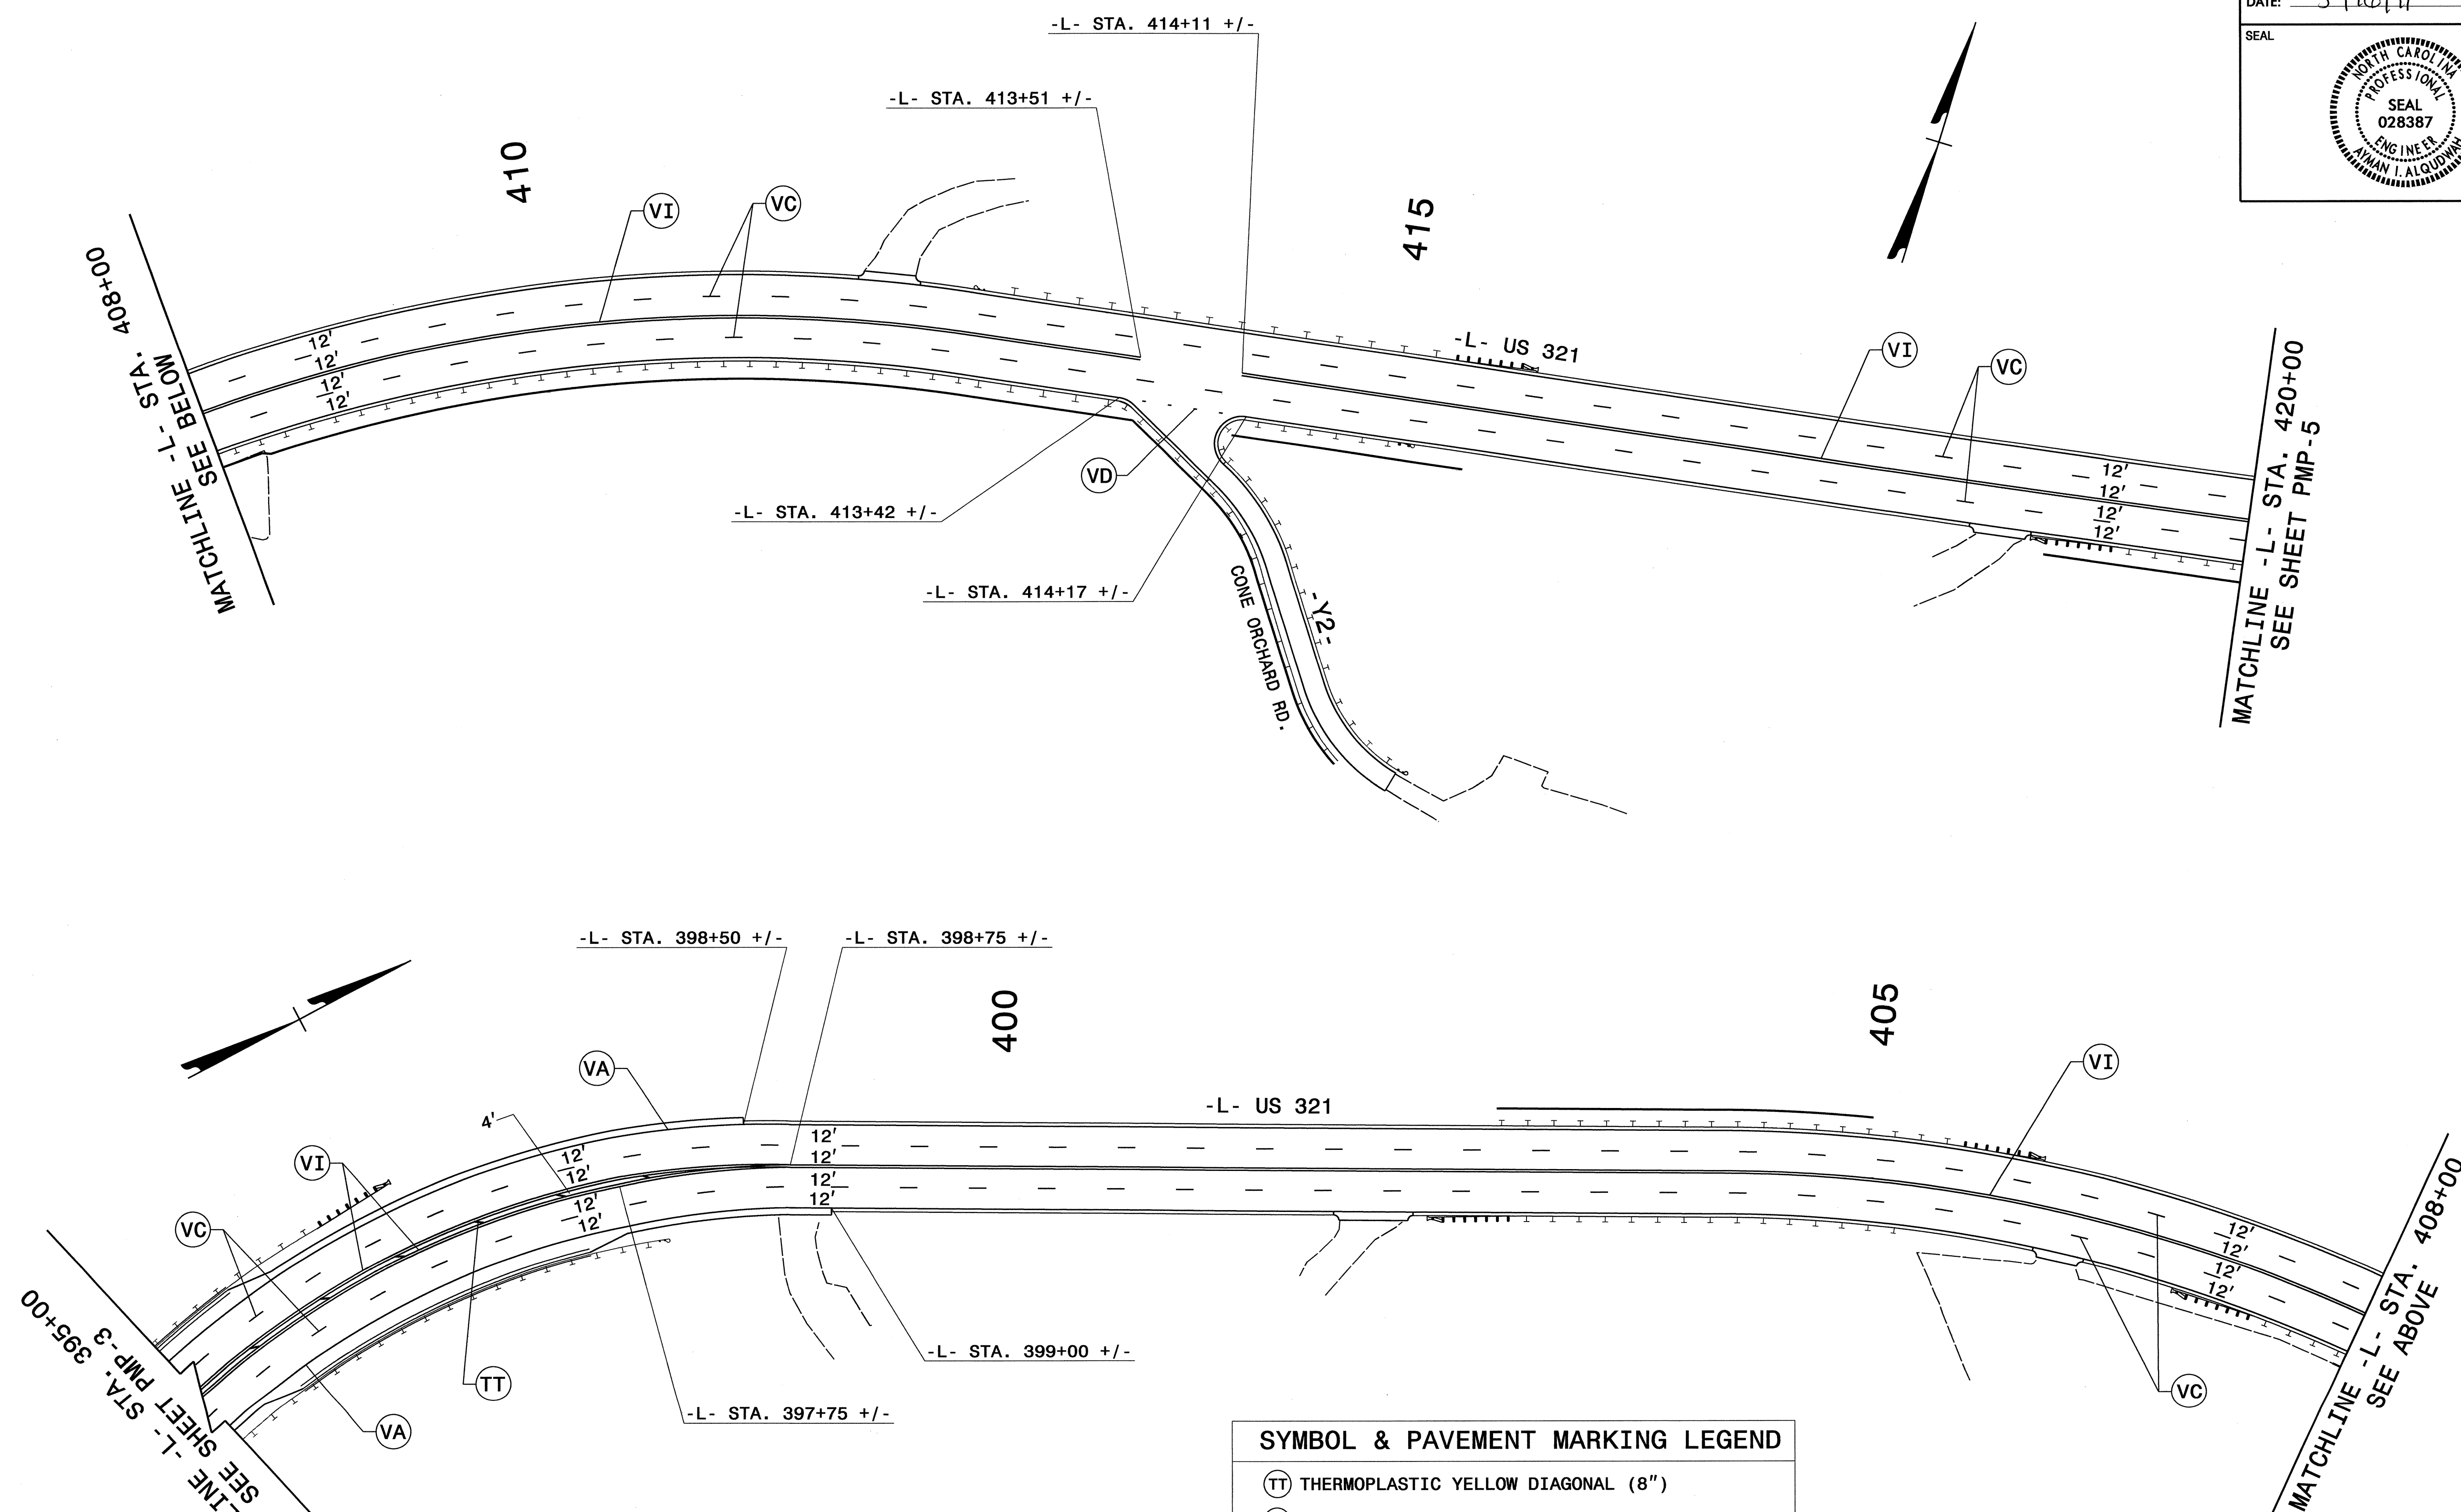 DATE:
SEAL
NORTH CAROLINA
PROFESSIONAL
SEAL
028387
ENGINEER
AYMAN I. ALQUDWAH
-L- STA. 414+11 +/-
-L- STA. 413+51 +/-
410
VI
VC
415
MATCHLINE -L- STA. 408+00
SEE BELOW
12'
12'
12'
12'
-L- US 321
VI
VC
12'
12'
12'
12'
MATCHLINE -L- STA. 420+00
SEE SHEET PMP-5
VD
-L- STA. 413+42 +/-
-L- STA. 414+17 +/-
CONE ORCHARD RD.
-Y2-
-L- STA. 398+50 +/-
-L- STA. 398+75 +/-
400
405
VA
4'
VI
VC
12'
12'
12'
12'
12'
12'
12'
12'
-L- US 321
VI
12'
12'
12'
12'
VC
MATCHLINE -L- STA. 408+00
SEE ABOVE
LINE -L- STA. 395+00
SEE SHEET PMP-3
TT
VA
-L- STA. 399+00 +/-
-L- STA. 397+75 +/-
SYMBOL & PAVEMENT MARKING LEGEND
TT THERMOPLASTIC YELLOW DIAGONAL (8")